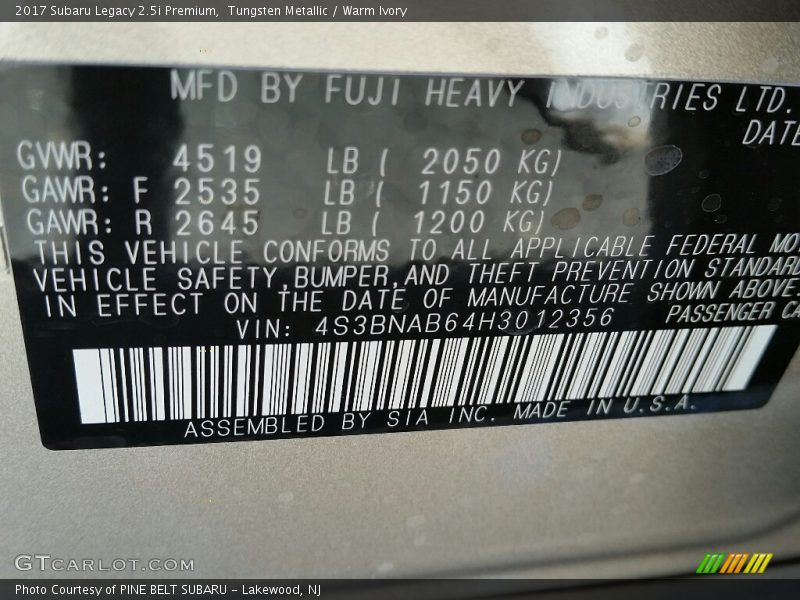 2017 Subaru Legacy 2.5i Premium, Tungsten Metallic / Warm Ivory
MFD BY FUJI HEAVY INDUSTRIES LTD.
DATE
GVWR: 4519 LB ( 2050 KG)
GAWR: F 2535 LB ( 1150 KG)
GAWR: R 2645 LB ( 1200 KG)
THIS VEHICLE CONFORMS TO ALL APPLICABLE FEDERAL MO
VEHICLE SAFETY,BUMPER,AND THEFT PREVENTION STANDARD
IN EFFECT ON THE DATE OF MANUFACTURE SHOWN ABOVE
VIN: 4S3BNAB64H3012356 PASSENGER CA
ASSEMBLED BY SIA INC. MADE IN U.S.A.
GTCARLOT.COM
Photo Courtesy of PINE BELT SUBARU - Lakewood, NJ